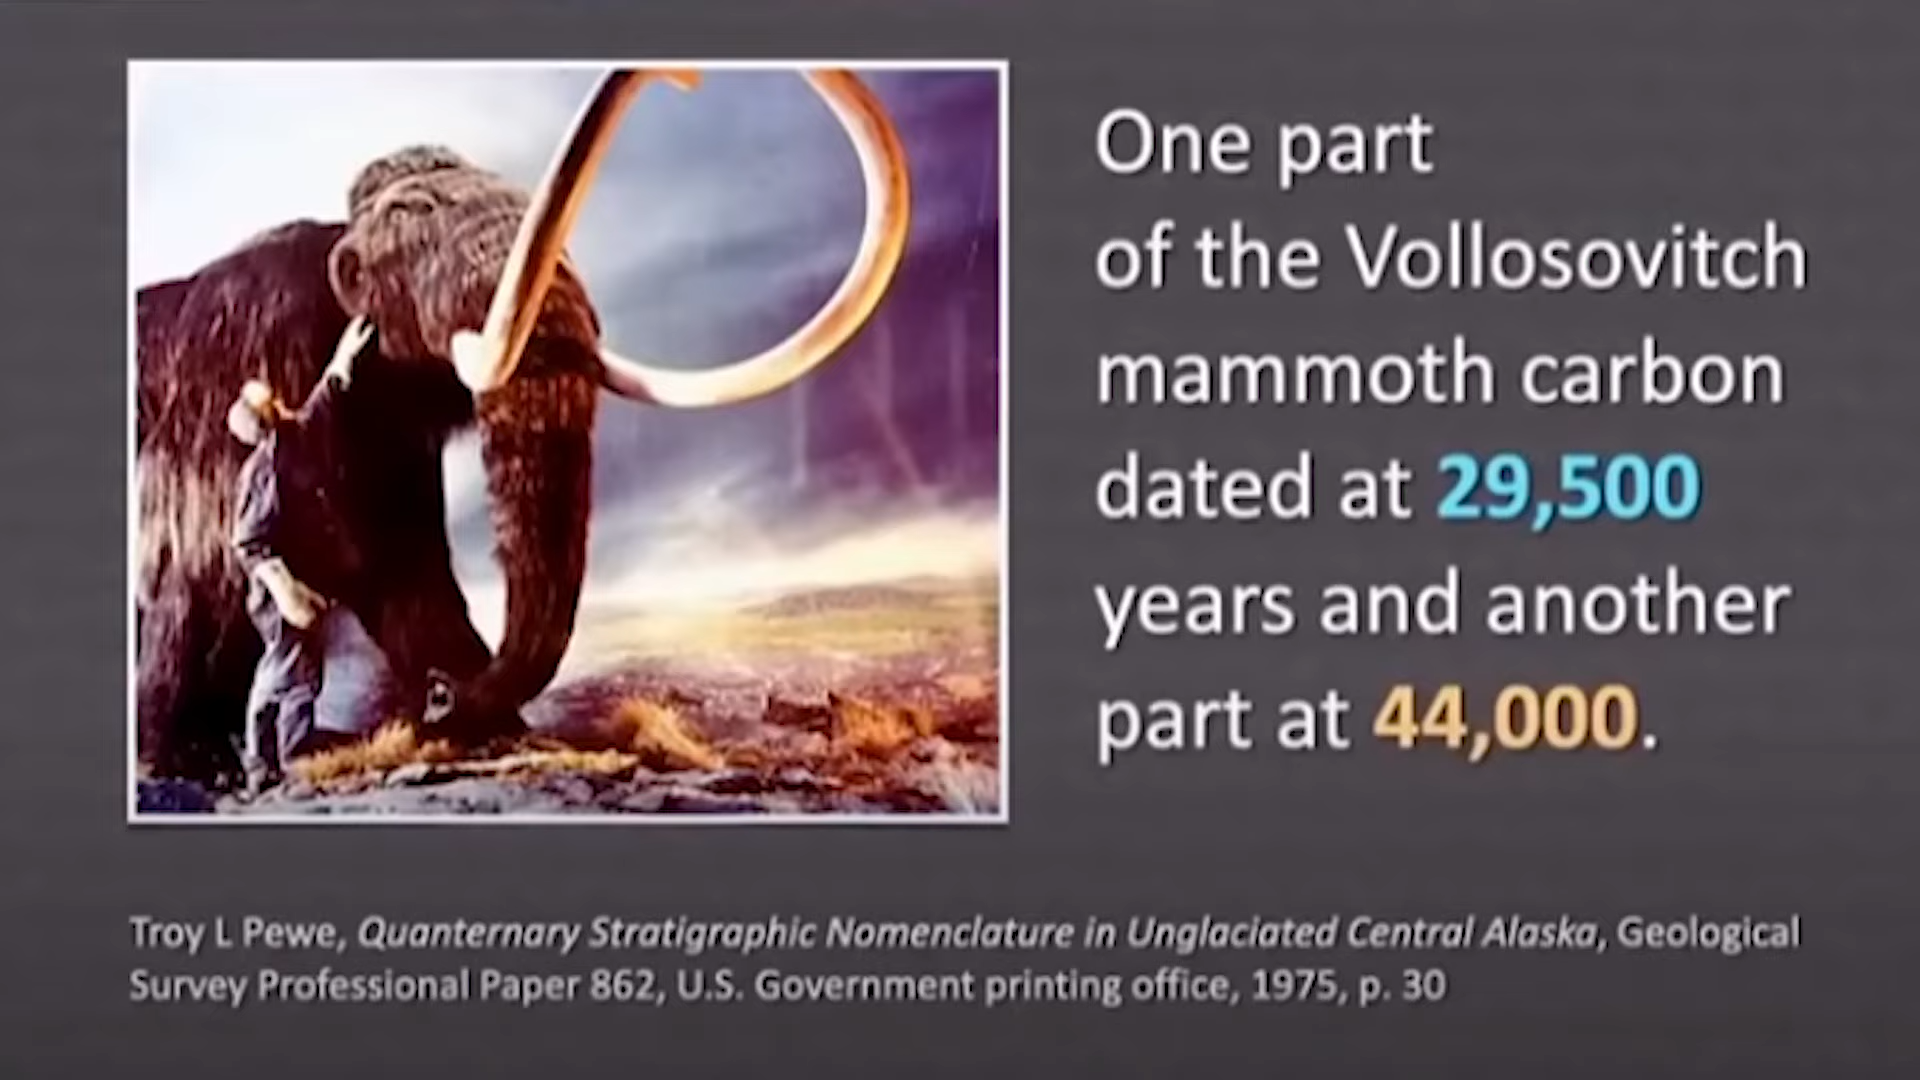 One part
of the Vollosovitch
mammoth carbon
dated at 29,500
years and another
part at 44,000.
Troy L Pewe, Quanternary Stratigraphic Nomenclature in Unglaciated Central Alaska, Geological
Survey Professional Paper 862, U.S. Government printing office, 1975, p. 30